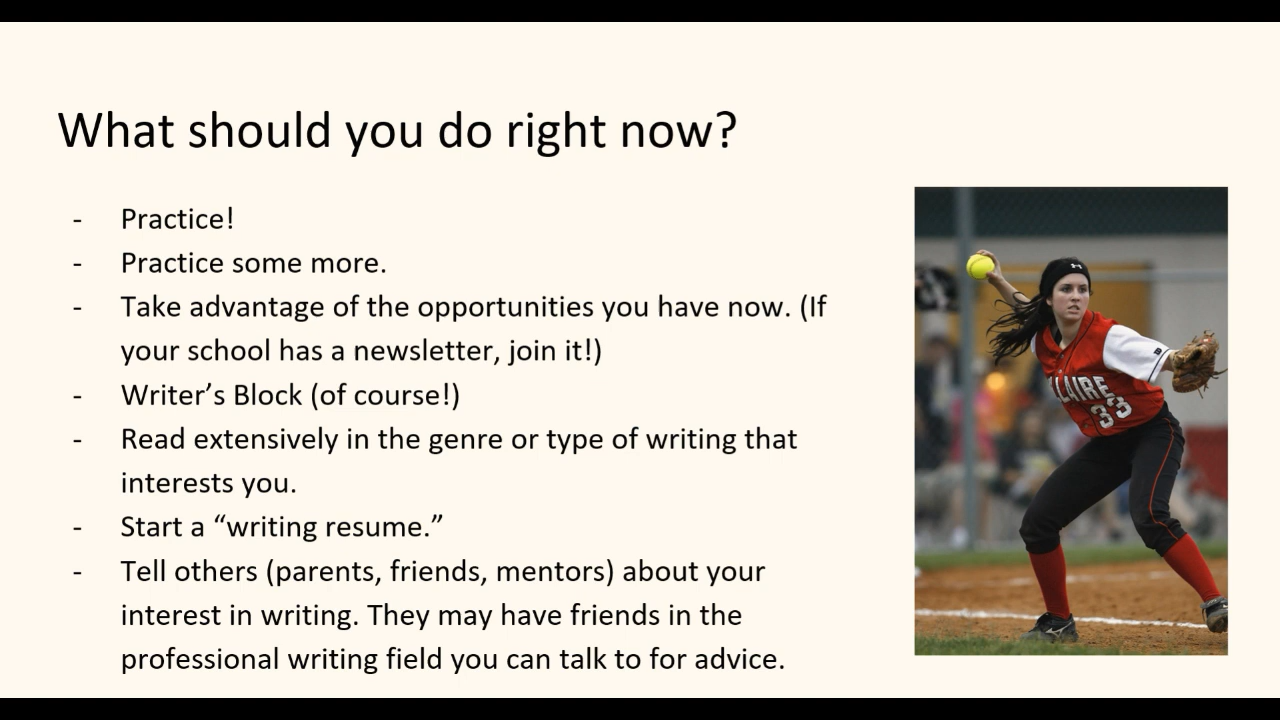 What should you do right now?
- Practice!
- Practice some more.
- Take advantage of the opportunities you have now. (If
your school has a newsletter, join it!)
- Writer’s Block (of course!)
- Read extensively in the genre or type of writing that
interests you.
- Start a “writing resume.”
- Tell others (parents, friends, mentors) about your
interest in writing. They may have friends in the
professional writing field you can talk to for advice.
LAIRE
33